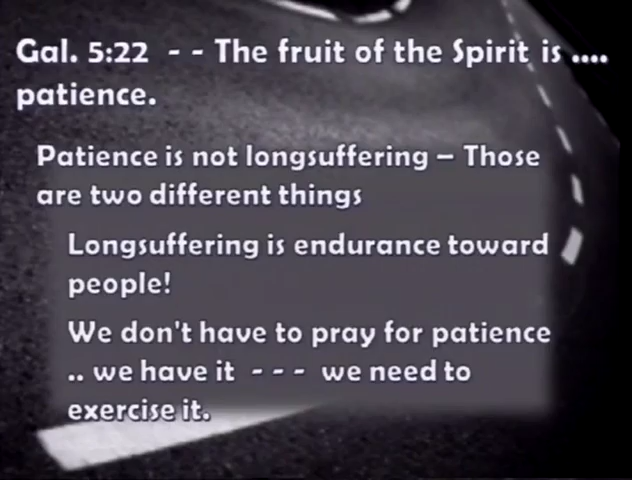 Gal. 5:22 - - The fruit of the Spirit is ....
patience.
Patience is not longsuffering – Those
are two different things
Longsuffering is endurance toward
people!
We don't have to pray for patience
.. we have it - - - we need to
exercise it.